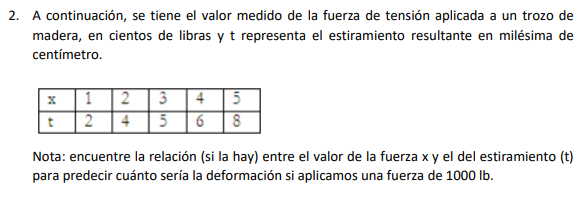 2. A continuación, se tiene el valor medido de la fuerza de tensión aplicada a un trozo de
madera, en cientos de libras y t representa el estiramiento resultante en milésima de
centímetro.
x 1 2 3 4 5
t 2 4 5 6 8
Nota: encuentre la relación (si la hay) entre el valor de la fuerza x y el del estiramiento (t)
para predecir cuánto sería la deformación si aplicamos una fuerza de 1000 lb.